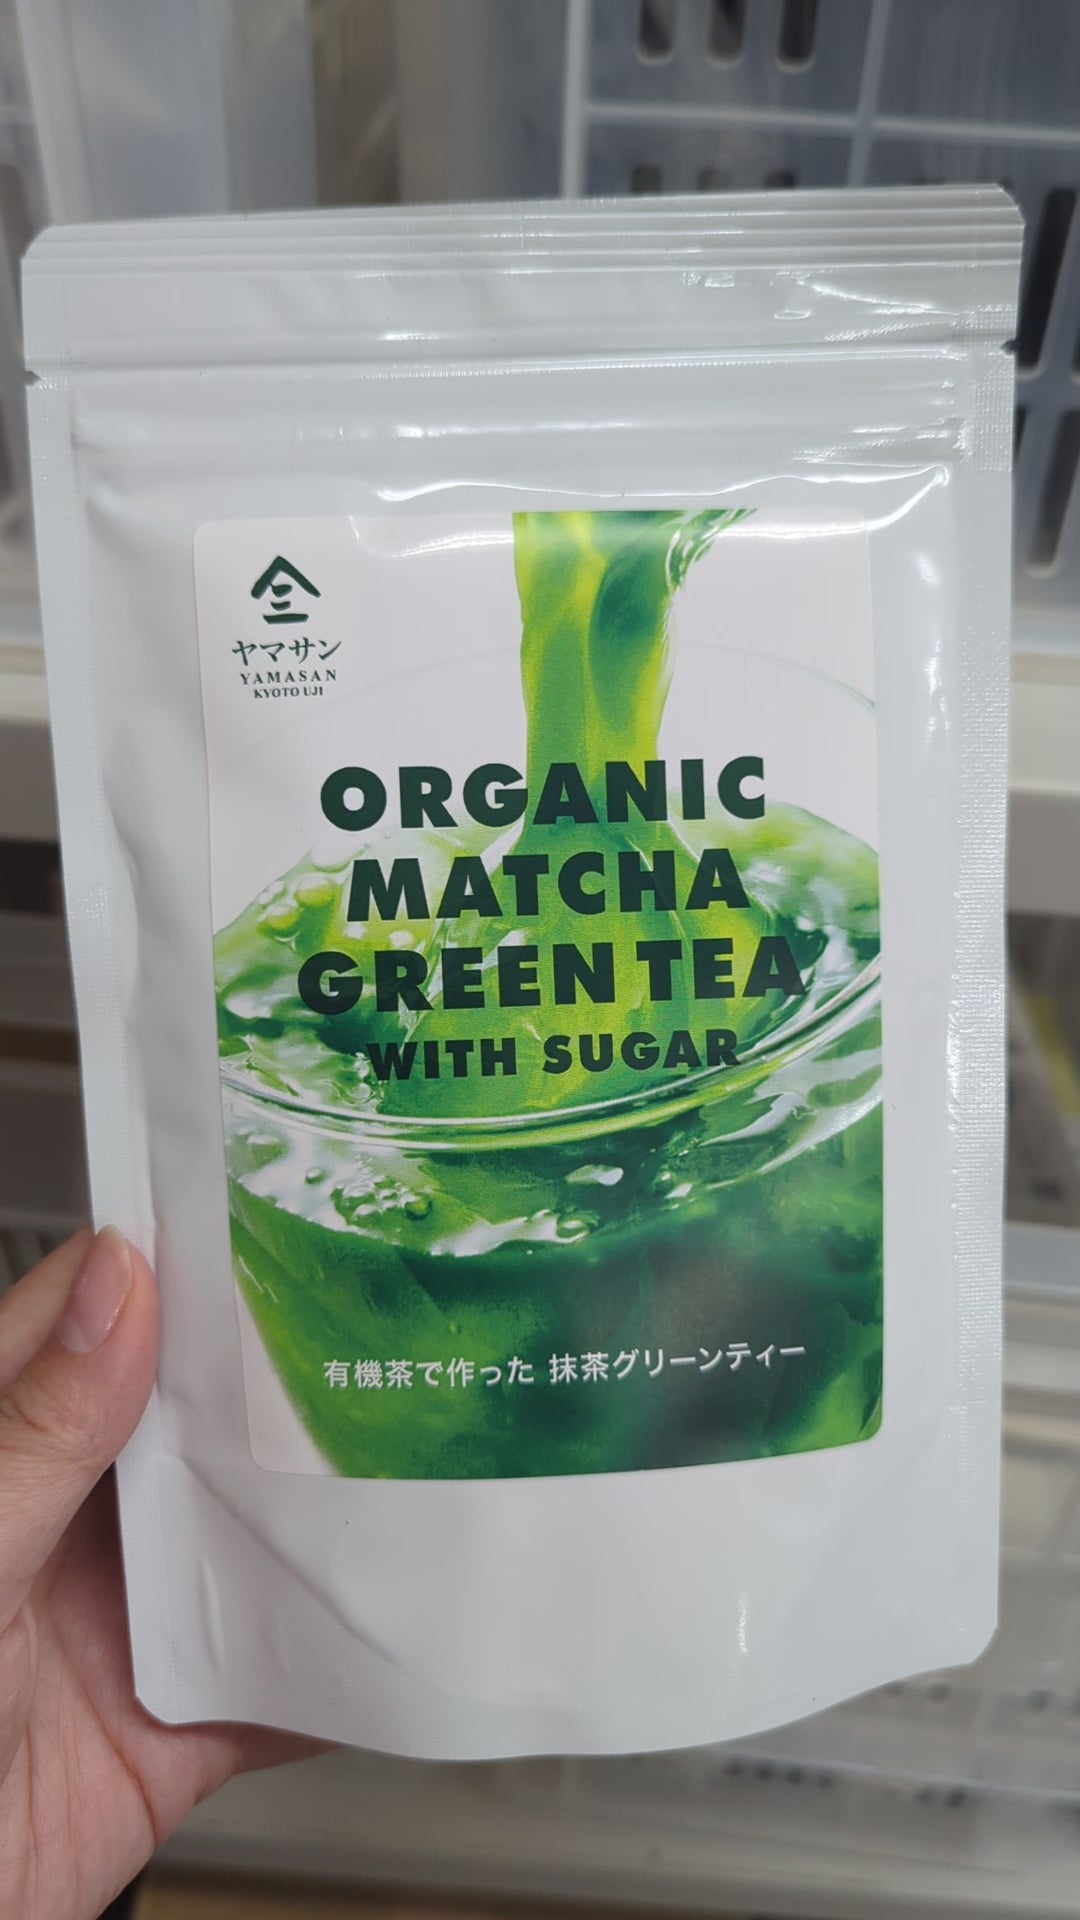 ヤマサン
YAMASAN
KYOTO UJI
ORGANIC
MATCHA
GREEN TEA
WITH SUGAR
有機茶で作った 抹茶グリーンティー